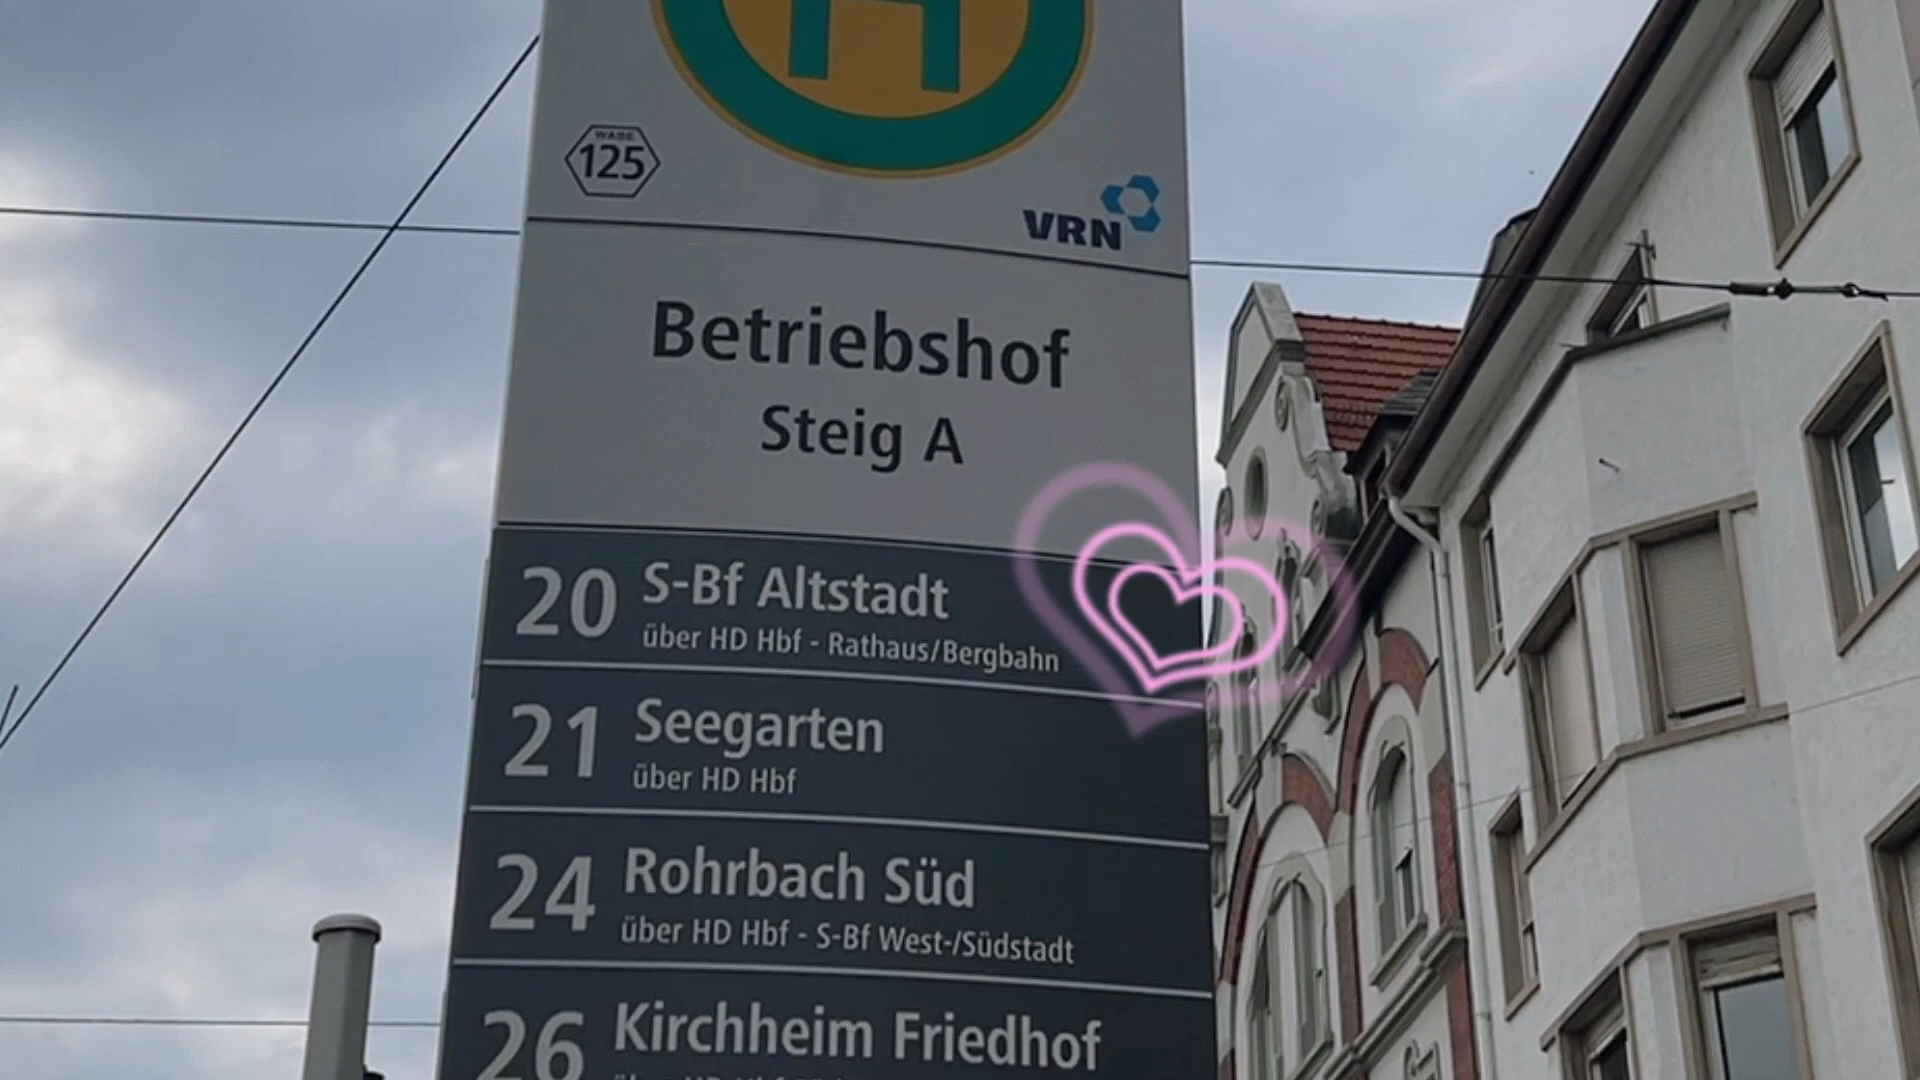 H
WABE
125
VRN
Betriebshof
Steig A
20 S-Bf Altstadt
über HD Hbf - Rathaus/Bergbahn
21 Seegarten
über HD Hbf
24 Rohrbach Süd
über HD Hbf - S-Bf West-/Südstadt
26 Kirchheim Friedhof